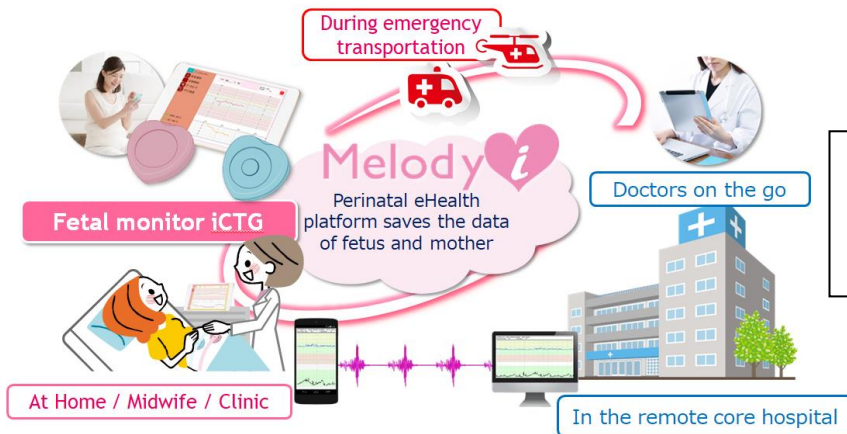 During emergency
transportation
Melody i
Perinatal eHealth
platform saves the data
of fetus and mother
Fetal monitor iCTG
Doctors on the go
At Home / Midwife / Clinic
In the remote core hospital